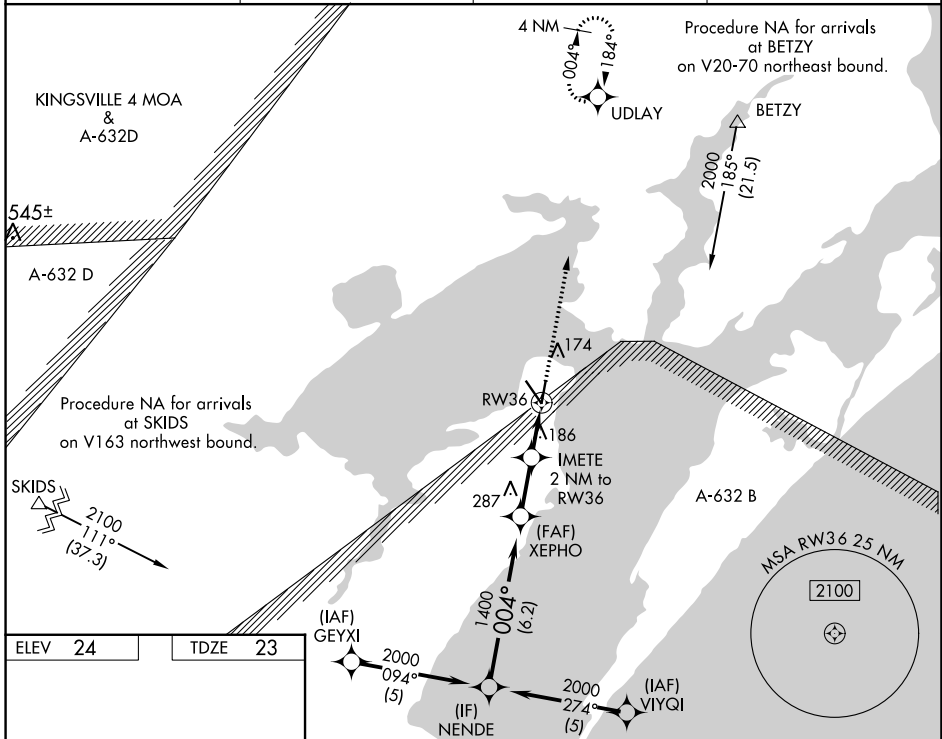 4 NM
004°
184°
UDLAY
Procedure NA for arrivals
at BETZY
on V20-70 northeast bound.
BETZY
2000
185°
(21.5)
KINGSVILLE 4 MOA
&
A-632D
545±
A-632 D
174
RW36
186
IMETE
2 NM to
RW36
287
(FAF)
XEPHO
A-632 B
Procedure NA for arrivals
at SKIDS
on V163 northwest bound.
SKIDS
2100
111°
(37.3)
MSA RW36 25 NM
2100
1400
004°
(6.2)
(IAF)
GEYXI
2000
094°
(5)
(IF)
NENDE
2000
274°
(5)
(IAF)
VIYQI
ELEV 24
TDZE 23